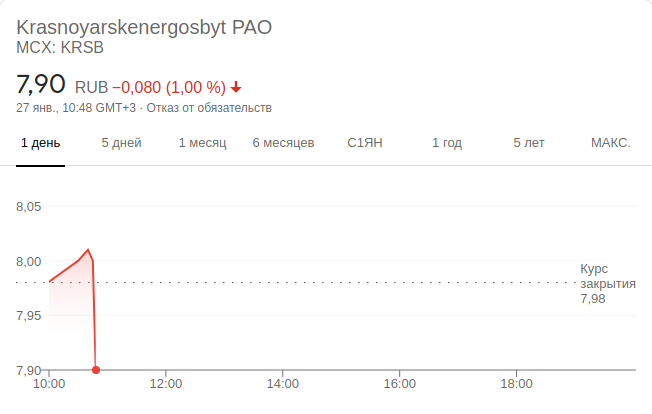 Krasnoyarskenergosbyt PAO
MCX: KRSB
7,90 RUB −0,080 (1,00 %)
27 янв., 10:48 GMT+3 · Отказ от обязательств
1 день 5 дней 1 месяц 6 месяцев С1ЯН 1 год 5 лет МАКС.
8,05
8,00
Курс
закрытия
7,98
7,95
7,90
10:00 12:00 14:00 16:00 18:00